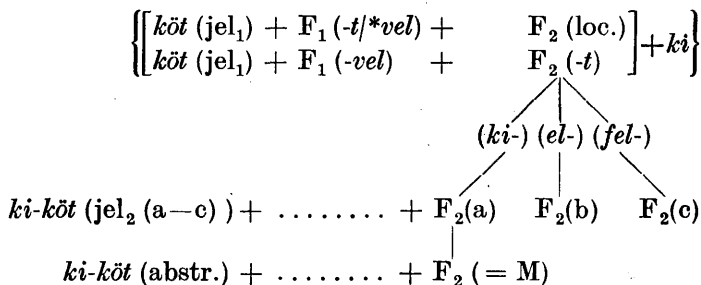 köt (jel₁) + F₁ (-t/*vel) + F₂ (loc.)
köt (jel₁) + F₁ (-vel) + F₂ (-t)
+ ki
(ki-) (el-) (fel-)
ki-köt (jel₂ (a—c) ) + ........ + F₂(a) F₂(b) F₂(c)
ki-köt (abstr.) + ........ + F₂ ( = M)